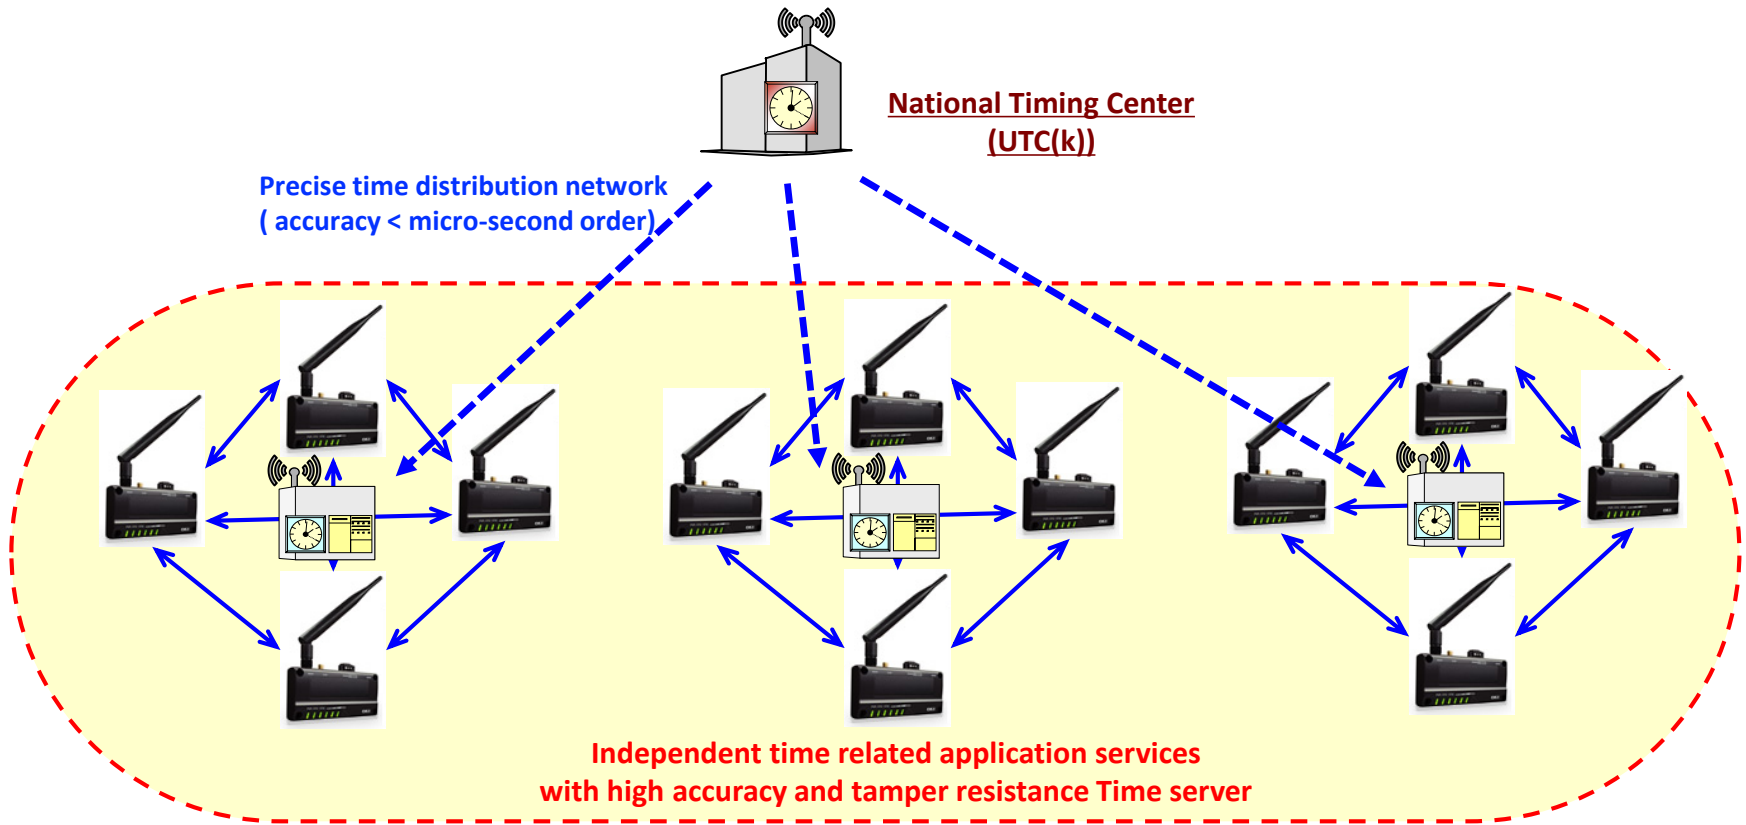 National Timing Center
(UTC(k))
Precise time distribution network
( accuracy < micro-second order)
Independent time related application services
with high accuracy and tamper resistance Time server